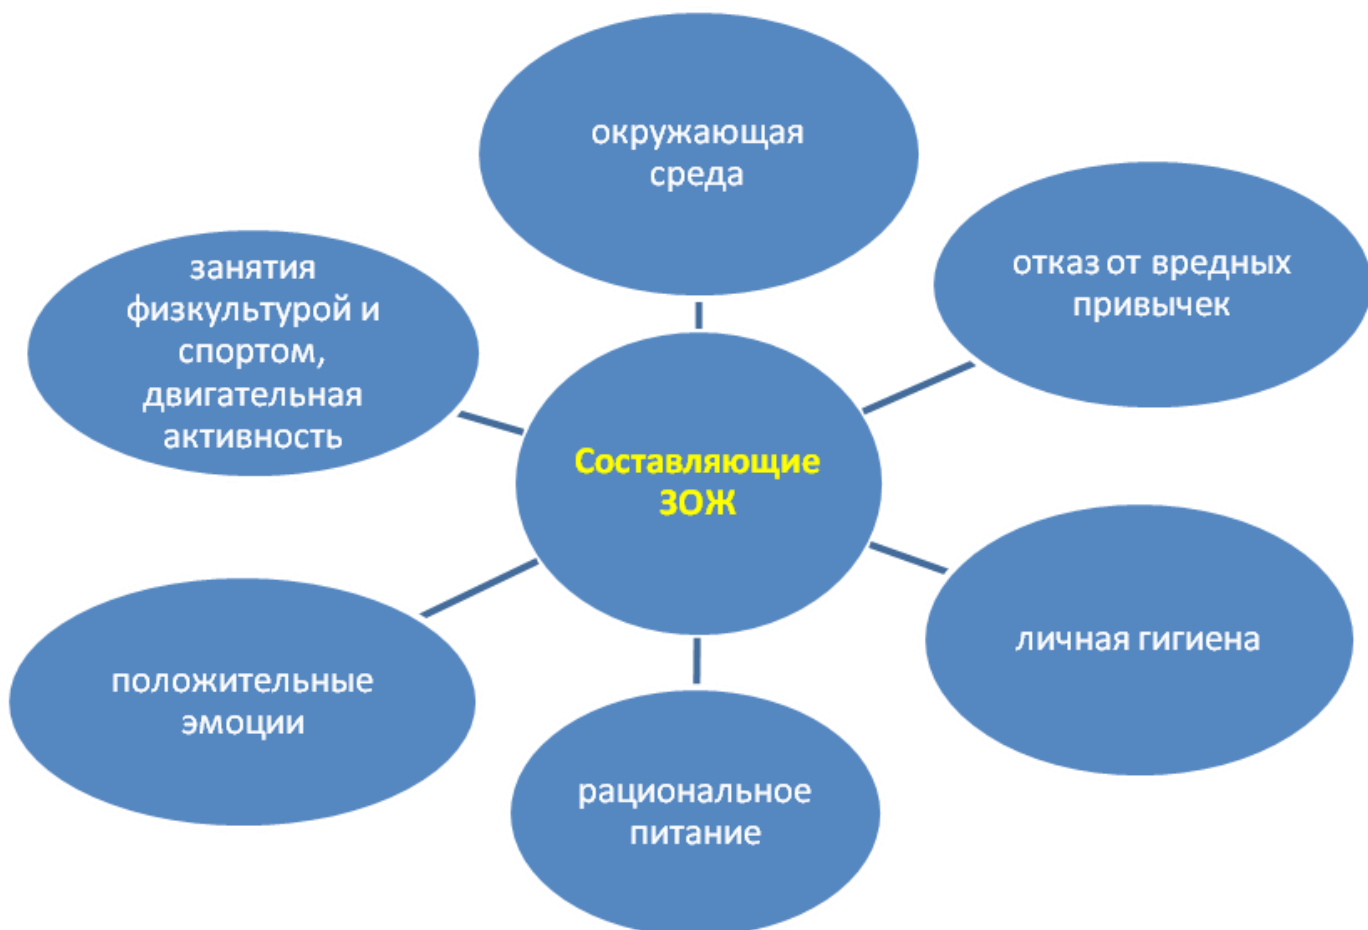 окружающая
среда
отказ от вредных
привычек
занятия
физкультурой и
спортом,
двигательная
активность
Составляющие
ЗОЖ
личная гигиена
положительные
эмоции
рациональное
питание